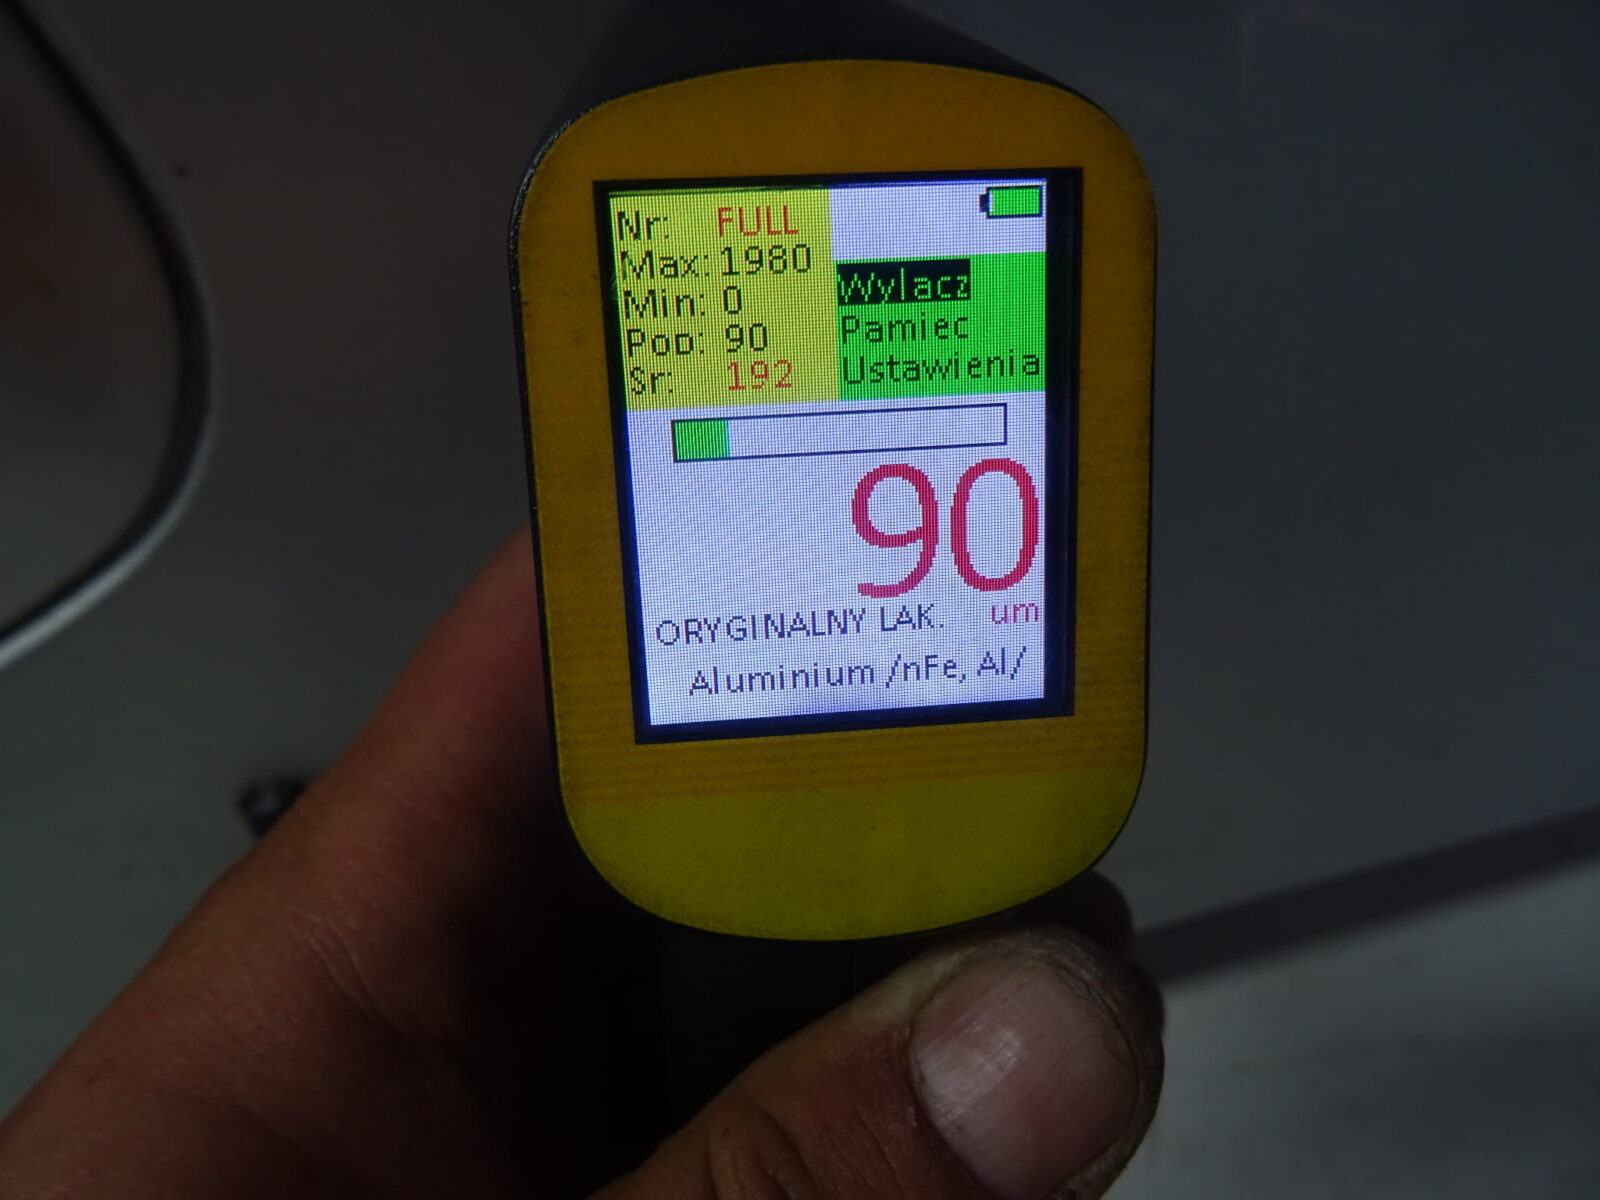 Nr: FULL
Max: 1980
Min: 0
Pop: 90
Sr: 192
Wylacz
Pamiec
Ustawienia
90
um
ORYGINALNY LAK.
Aluminium /nFe, Al/